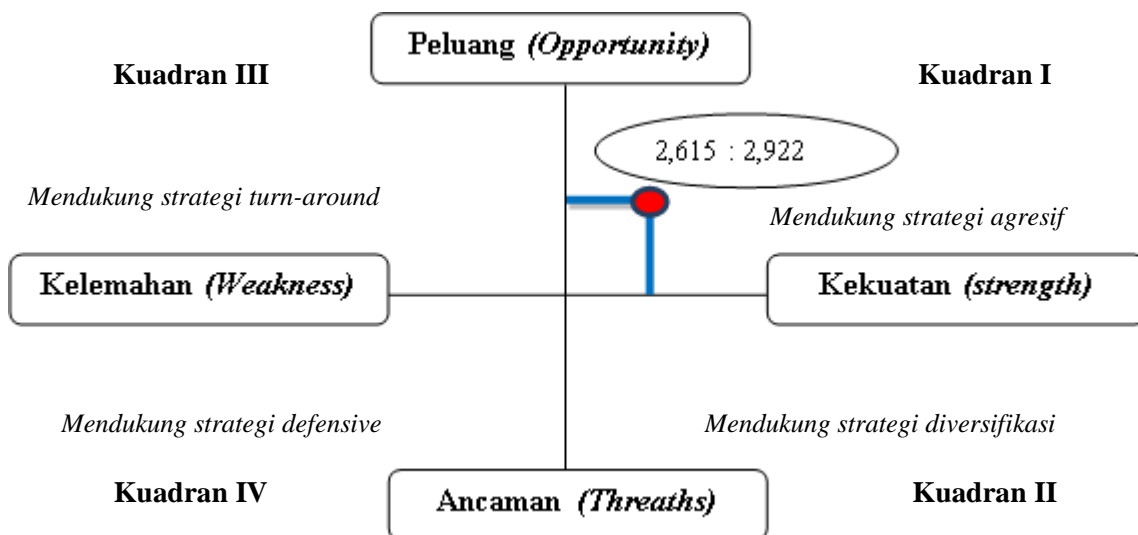 Peluang (Opportunity)
Kuadran III
Kuadran I
2,615 : 2,922
Mendukung strategi turn-around
Mendukung strategi agresif
Kelemahan (Weakness)
Kekuatan (strength)
Mendukung strategi defensive
Mendukung strategi diversifikasi
Kuadran IV
Kuadran II
Ancaman (Threaths)